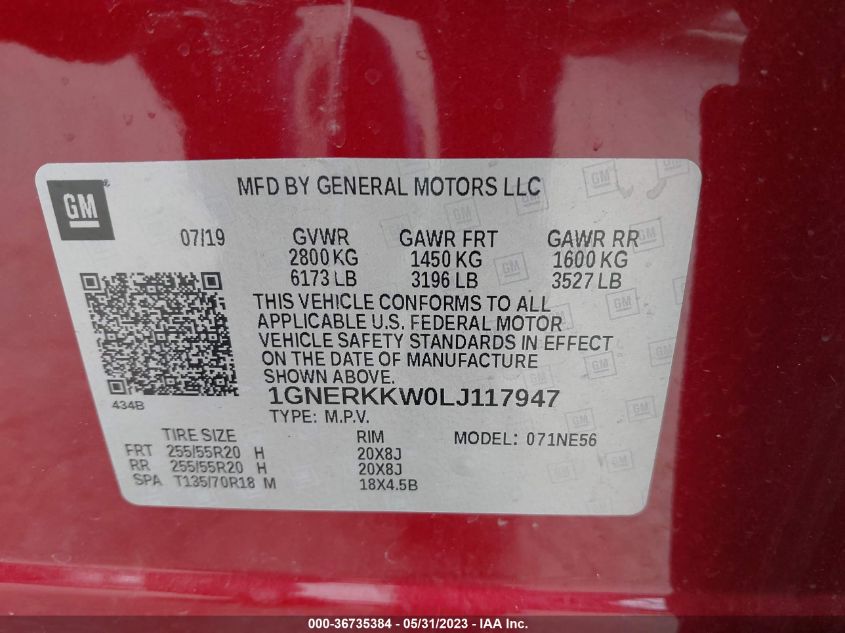 GM
MFD BY GENERAL MOTORS LLC
07/19 GVWR GAWR FRT GAWR RR
2800 KG 1450 KG 1600 KG
6173 LB 3196 LB 3527 LB
THIS VEHICLE CONFORMS TO ALL
APPLICABLE U.S. FEDERAL MOTOR
VEHICLE SAFETY STANDARDS IN EFFECT
ON THE DATE OF MANUFACTURE
SHOWN ABOVE.
434B
1GNERKKW0LJ117947
TYPE: M.P.V.
TIRE SIZE RIM MODEL: 071NE56
FRT 255/55R20 H 20X8J
RR 255/55R20 H 20X8J
SPA T135/70R18 M 18X4.5B
000-36735384 - 05/31/2023 - © IAA Inc.